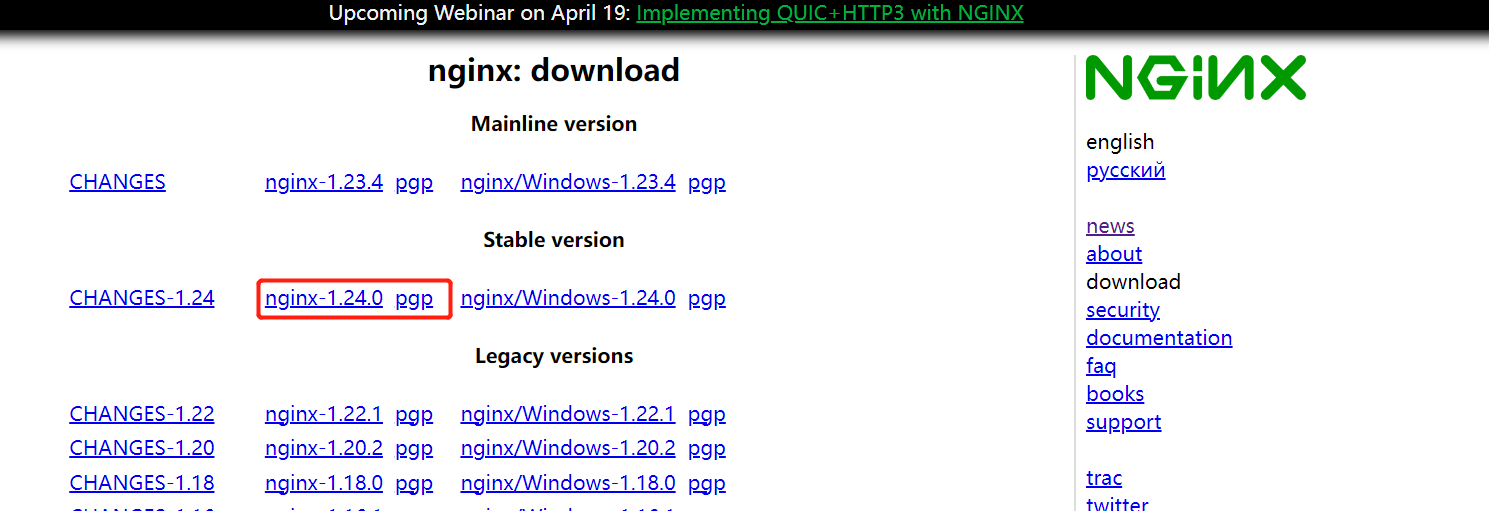 Upcoming Webinar on April 19: Implementing QUIC+HTTP3 with NGINX
nginx: download
Mainline version
CHANGES nginx-1.23.4 pgp nginx/Windows-1.23.4 pgp
Stable version
CHANGES-1.24 nginx-1.24.0 pgp nginx/Windows-1.24.0 pgp
Legacy versions
CHANGES-1.22 nginx-1.22.1 pgp nginx/Windows-1.22.1 pgp
CHANGES-1.20 nginx-1.20.2 pgp nginx/Windows-1.20.2 pgp
CHANGES-1.18 nginx-1.18.0 pgp nginx/Windows-1.18.0 pgp
NGINX
english
русский
news
about
download
security
documentation
faq
books
support
trac
twitter